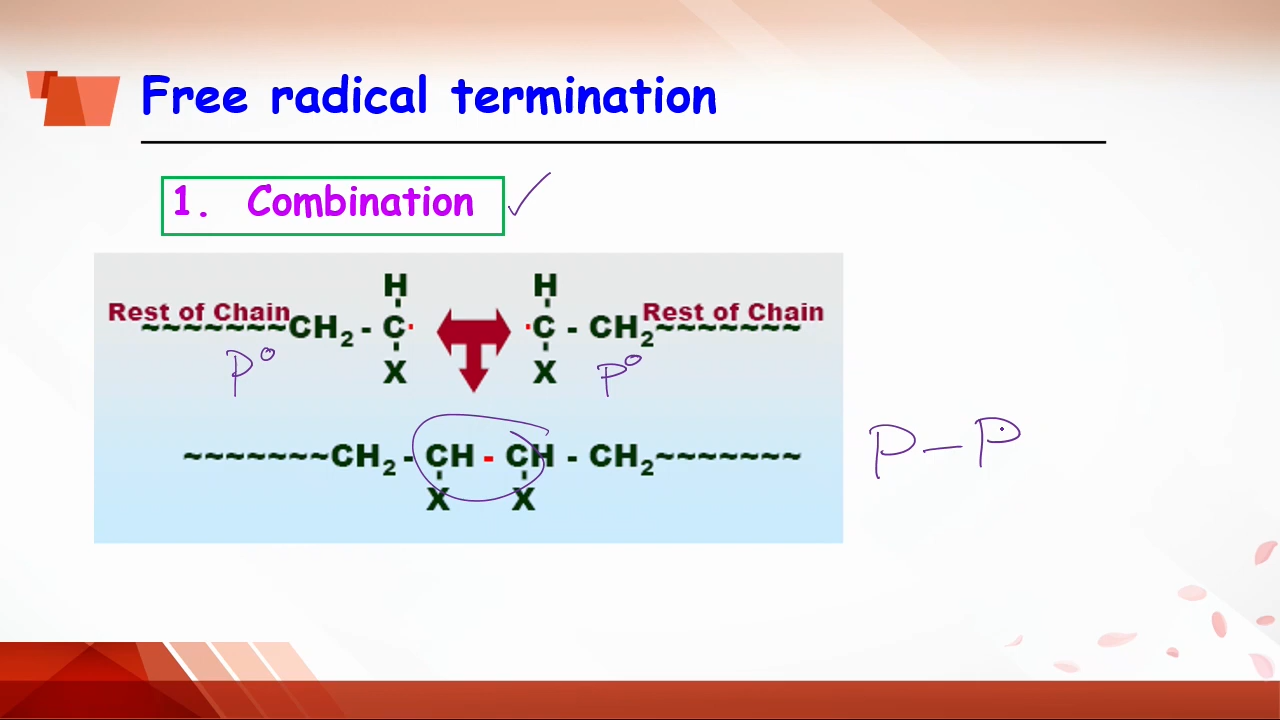 Free radical termination
1. Combination ✓
H H
Rest of Chain Rest of Chain
~~~~~~~CH₂ - C· ·C - CH₂~~~~~~~
X X
P° P°
~~~~~~~CH₂ - CH - CH - CH₂~~~~~~~
X X
P - P